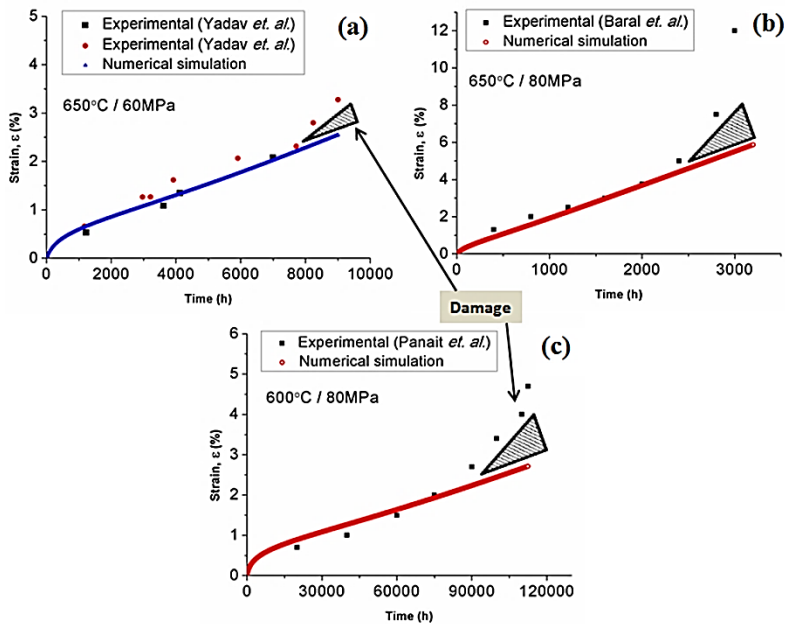 (a)
Experimental (Yadav et. al.)
Experimental (Yadav et. al.)
Numerical simulation
650°C / 60MPa
5
4
3
2
1
0
Strain, ε (%)
0 2000 4000 6000 8000 10000
Time (h)
(b)
Experimental (Baral et. al.)
Numerical simulation
650°C / 80MPa
12
10
8
6
4
2
0
Strain, ε (%)
0 1000 2000 3000
Time (h)
Damage
(c)
Experimental (Panait et. al.)
Numerical simulation
600°C / 80MPa
6
5
4
3
2
1
0
Strain, ε (%)
0 30000 60000 90000 120000
Time (h)